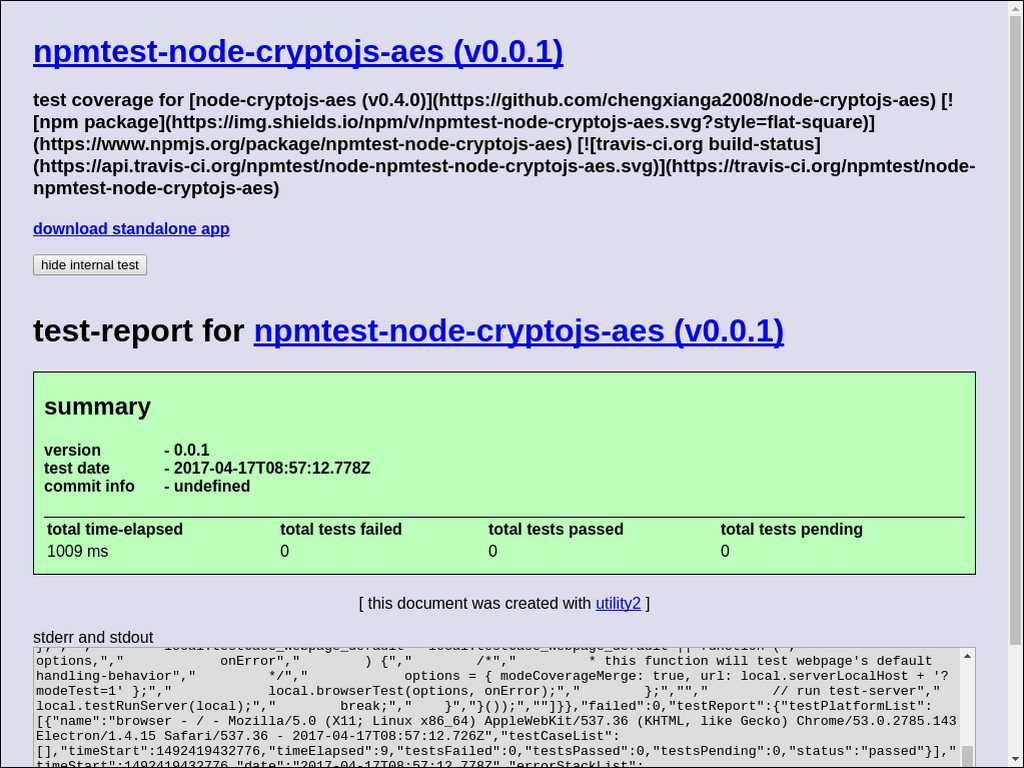 npmtest-node-cryptojs-aes (v0.0.1)
test coverage for [node-cryptojs-aes (v0.4.0)](https://github.com/chengxianga2008/node-cryptojs-aes) [!
[npm package](https://img.shields.io/npm/v/npmtest-node-cryptojs-aes.svg?style=flat-square)]
(https://www.npmjs.org/package/npmtest-node-cryptojs-aes) [![travis-ci.org build-status]
(https://api.travis-ci.org/npmtest/node-npmtest-node-cryptojs-aes.svg)](https://travis-ci.org/npmtest/node-
npmtest-node-cryptojs-aes)
download standalone app
hide internal test
test-report for npmtest-node-cryptojs-aes (v0.0.1)
summary
version - 0.0.1
test date - 2017-04-17T08:57:12.778Z
commit info - undefined
total time-elapsed total tests failed total tests passed total tests pending
1009 ms 0 0 0
[ this document was created with utility2 ]
stderr and stdout
options,"," onError"," ) {"," /*"," * this function will test webpage's default
handling-behavior"," */"," options = { modeCoverageMerge: true, url: local.serverLocalHost + '?
modeTest=1' };"," local.browserTest(options, onError);"," };",""," // run test-server","
local.testRunServer(local);"," break;"," }","}());",""]}},"failed":0,"testReport":{"testPlatformList":
[{"name":"browser - / - Mozilla/5.0 (X11; Linux x86_64) AppleWebKit/537.36 (KHTML, like Gecko) Chrome/53.0.2785.143
Electron/1.4.15 Safari/537.36 - 2017-04-17T08:57:12.726Z","testCaseList":
[],"timeStart":1492419432776,"timeElapsed":9,"testsFailed":0,"testsPassed":0,"testsPending":0,"status":"passed"}],"
timeStart":1492419432776,"date":"2017-04-17T08:57:12.778Z","errorStackList":